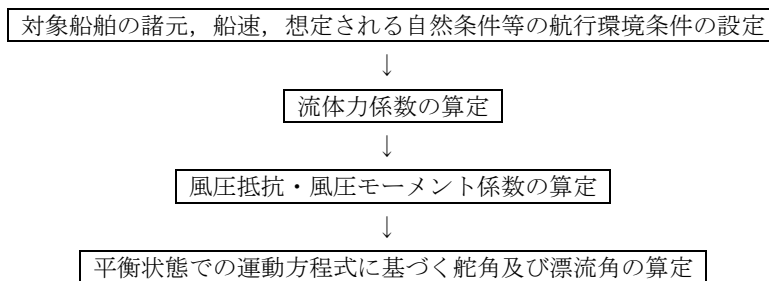 対象船舶の諸元，船速，想定される自然条件等の航行環境条件の設定
↓
流体力係数の算定
↓
風圧抵抗・風圧モーメント係数の算定
↓
平衡状態での運動方程式に基づく舵角及び漂流角の算定